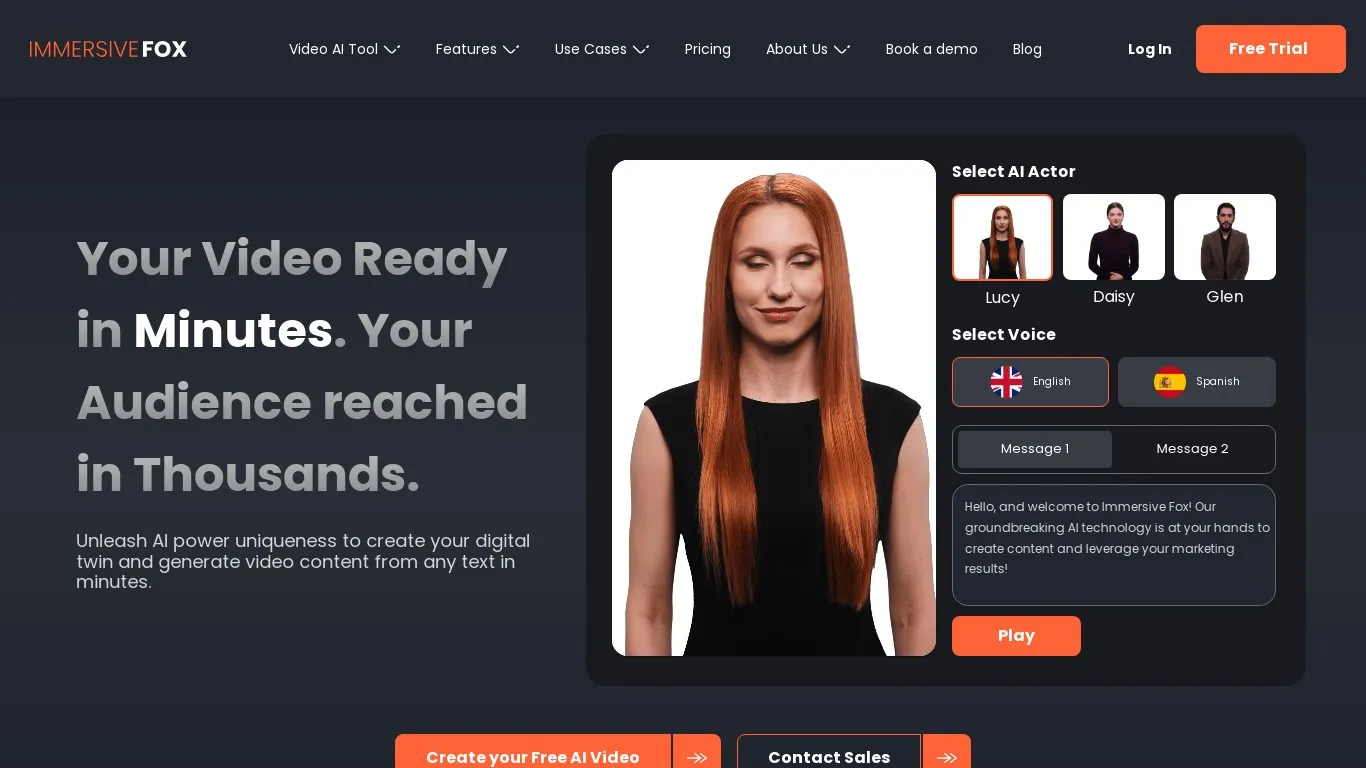 IMMERSIVE FOX
Video AI Tool
Features
Use Cases
Pricing
About Us
Book a demo
Blog
Log In
Free Trial
Your Video Ready
in Minutes. Your
Audience reached
in Thousands.
Unleash AI power uniqueness to create your digital
twin and generate video content from any text in
minutes.
Select AI Actor
Lucy
Daisy
Glen
Select Voice
English
Spanish
Message 1
Message 2
Hello, and welcome to Immersive Fox! Our
groundbreaking AI technology is at your hands to
create content and leverage your marketing
results!
Play
Create your Free AI Video
Contact Sales